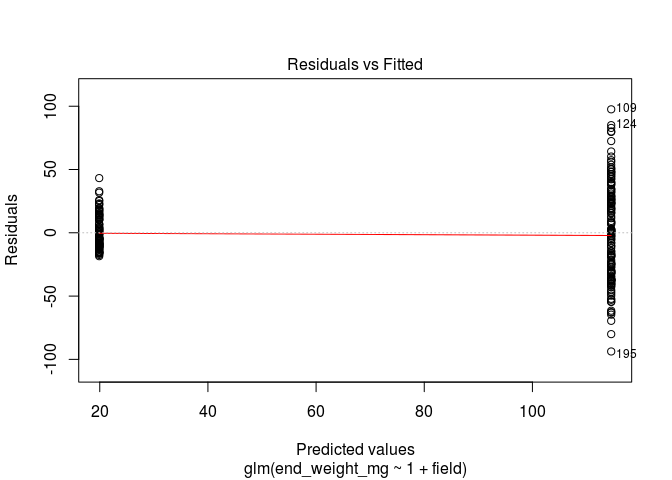 Residuals vs Fitted
109
124
195
100
50
0
-50
-100
Residuals
20 40 60 80 100
Predicted values
glm(end_weight_mg ~ 1 + field)